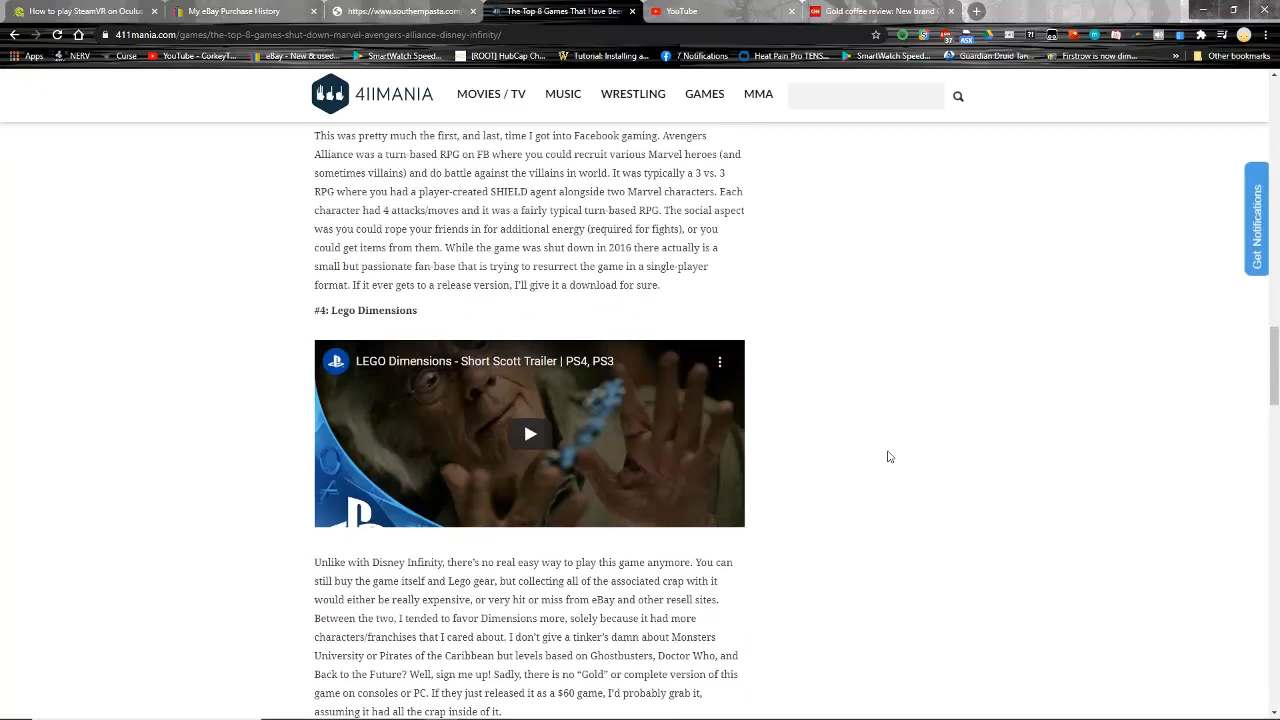 How to play SteamVR on Oculus
My eBay Purchase History
https://www.southernpasta.com
The Top 8 Games That Have Bee
YouTube
Gold coffee review: New brand
411mania.com/games/the-top-8-games-shut-down-marvel-avengers-alliance-disney-infinity/
Apps
NERV
Curse
YouTube - CorkeyT...
eBay - New & used...
SmartWatch Speed...
[ROOT] HubCap Ch...
Tutorial: Installing a...
7 Notifications
Heat Pain Pro TENS...
SmartWatch Speed...
Guardian Druid Tan...
Firstrow is now dim...
»
Other bookmarks
411MANIA
MOVIES / TV
MUSIC
WRESTLING
GAMES
MMA
This was pretty much the first, and last, time I got into Facebook gaming. Avengers
Alliance was a turn-based RPG on FB where you could recruit various Marvel heroes (and
sometimes villains) and do battle against the villains in world. It was typically a 3 vs. 3
RPG where you had a player-created SHIELD agent alongside two Marvel characters. Each
character had 4 attacks/moves and it was a fairly typical turn-based RPG. The social aspect
was you could rope your friends in for additional energy (required for fights), or you
could get items from them. While the game was shut down in 2016 there actually is a
small but passionate fan-base that is trying to resurrect the game in a single-player
format. If it ever gets to a release version, I'll give it a download for sure.
#4: Lego Dimensions
LEGO Dimensions - Short Scott Trailer | PS4, PS3
Unlike with Disney Infinity, there's no real easy way to play this game anymore. You can
still buy the game itself and Lego gear, but collecting all of the associated crap with it
would either be really expensive, or very hit or miss from eBay and other resell sites.
Between the two, I tended to favor Dimensions more, solely because it had more
characters/franchises that I cared about. I don't give a tinker's damn about Monsters
University or Pirates of the Caribbean but levels based on Ghostbusters, Doctor Who, and
Back to the Future? Well, sign me up! Sadly, there is no “Gold” or complete version of this
game on consoles or PC. If they just released it as a $60 game, I'd probably grab it,
assuming it had all the crap inside of it.
Get Notifications